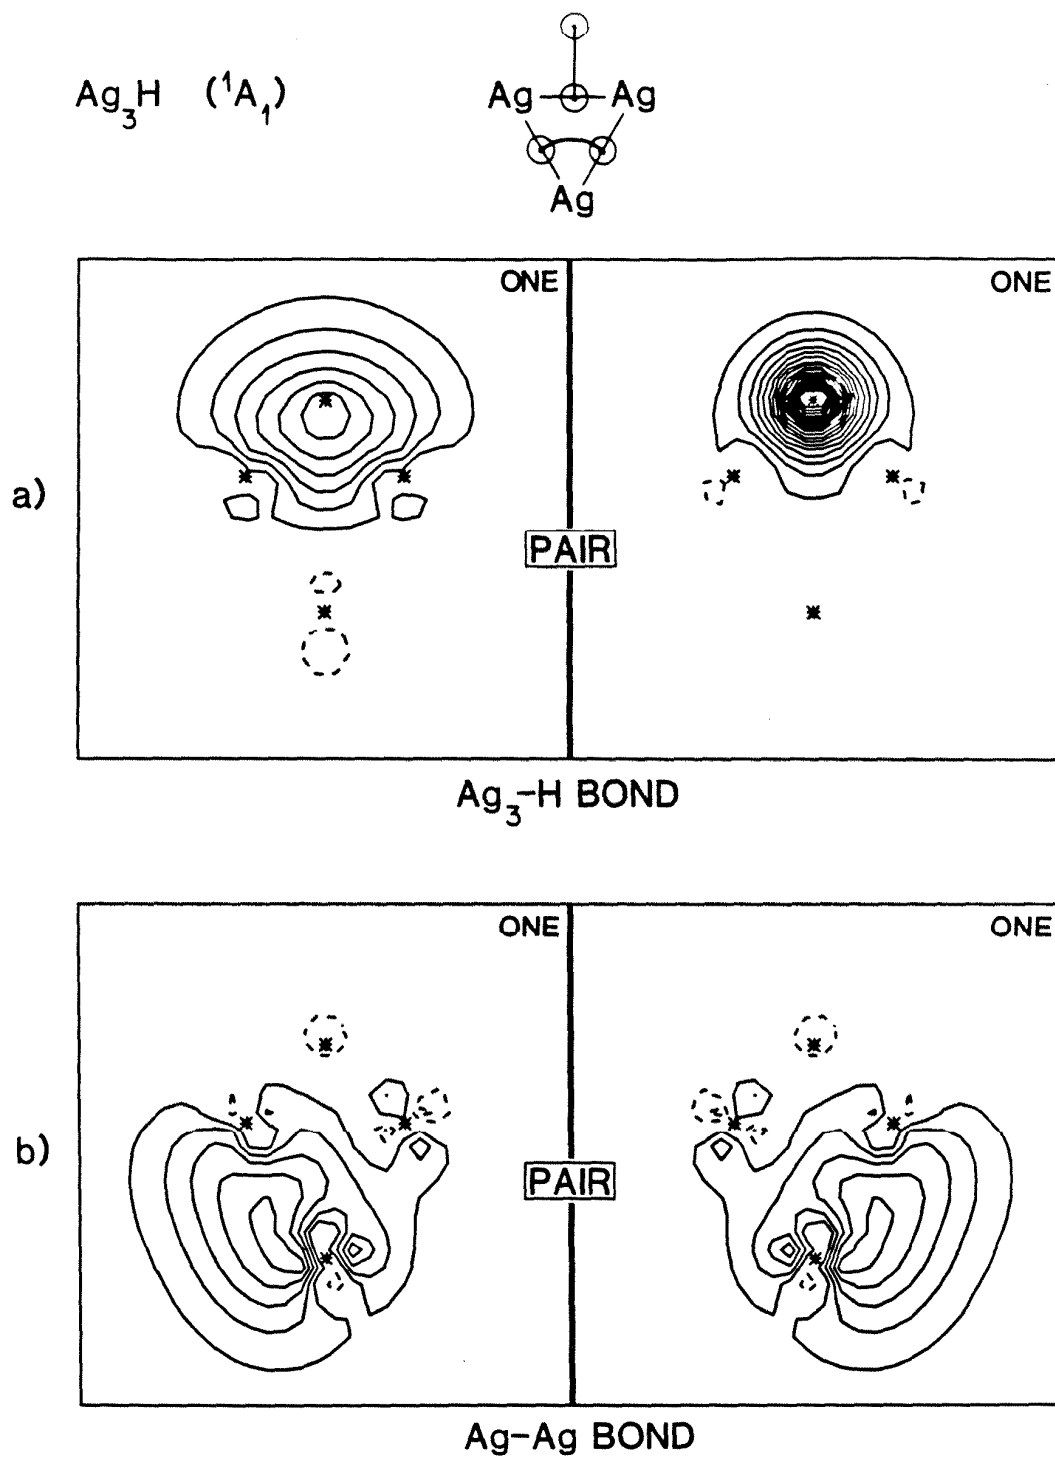 Ag₃H (¹A₁)
Ag Ag
Ag
ONE ONE
a)
PAIR
Ag₃-H BOND
ONE ONE
b)
PAIR
Ag-Ag BOND